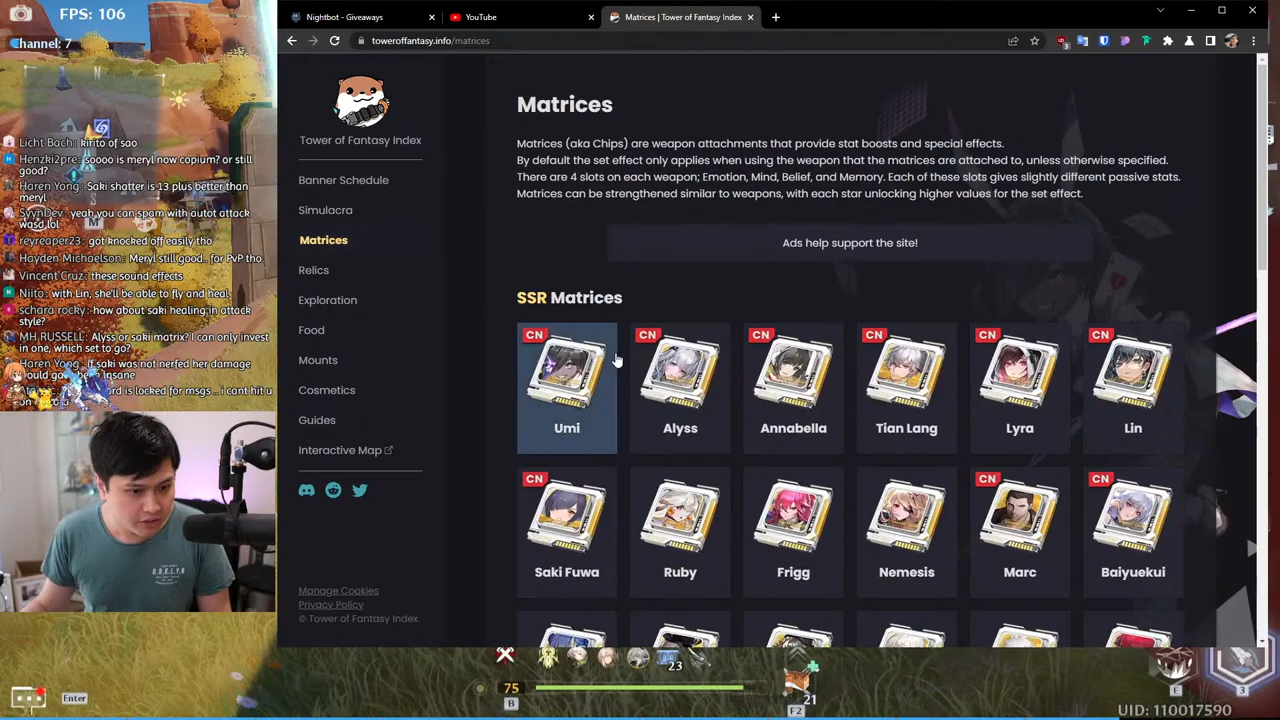 FPS: 106
Channel: 7
N
M
Licht Bach: kirito of sao
Henzki2pre: soooo is meryl now copium? or still
good?
Haren Yong: Saki shatter is 13 plus better than
meryl
SyynDev: yeah you can spam with autot attack
wasd lol
reyreaper23: got knocked off easily tho
Hayden Michaelson: Meryl still good.. for PvP tho
Vincent Cruz: these sound effects
Niito: with Lin, she'll be able to fly and heal
schara rocky: how about saki healing in attack
style?
MH RUSSELL: Alyss or saki matrix? I can only invest
in one, which set to go?
Haren Yong: If saki was not nerfed her damage
Nightbot - Giveaways
YouTube
Matrices | Tower of Fantasy Index
toweroffantasy.info/matrices
3
Tower of Fantasy Index
Banner Schedule
Simulacra
Matrices
Relics
Exploration
Food
Mounts
Cosmetics
Guides
Interactive Map
Manage Cookies
Privacy Policy
© Tower of Fantasy Index.
Matrices
Matrices (aka Chips) are weapon attachments that provide stat boosts and special effects.
By default the set effect only applies when using the weapon that the matrices are attached to, unless otherwise specified.
There are 4 slots on each weapon; Emotion, Mind, Belief, and Memory. Each of these slots gives slightly different passive stats.
Matrices can be strengthened similar to weapons, with each star unlocking higher values for the set effect.
Ads help support the site!
SSR Matrices
CN CN CN CN CN CN
Umi Alyss Annabella Tian Lang Lyra Lin
CN CN CN
Saki Fuwa Ruby Frigg Nemesis Marc Baiyuekui
23
75
B
21
F2
E
3
Enter
UID: 110017590